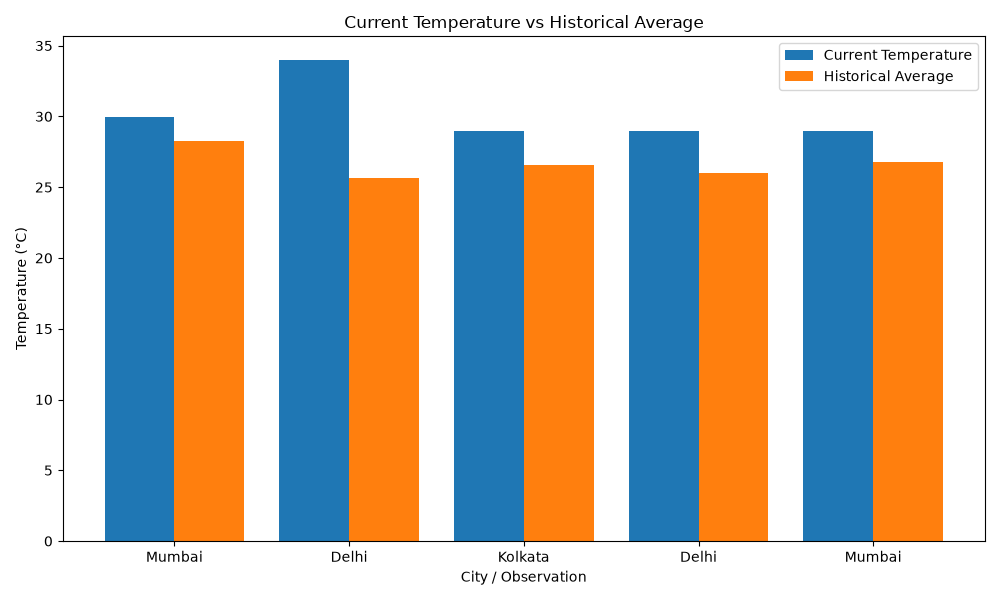 Current Temperature vs Historical Average
Current Temperature
Historical Average
Temperature (°C)
35
30
25
20
15
10
5
0
Mumbai Delhi Kolkata Delhi Mumbai
City / Observation